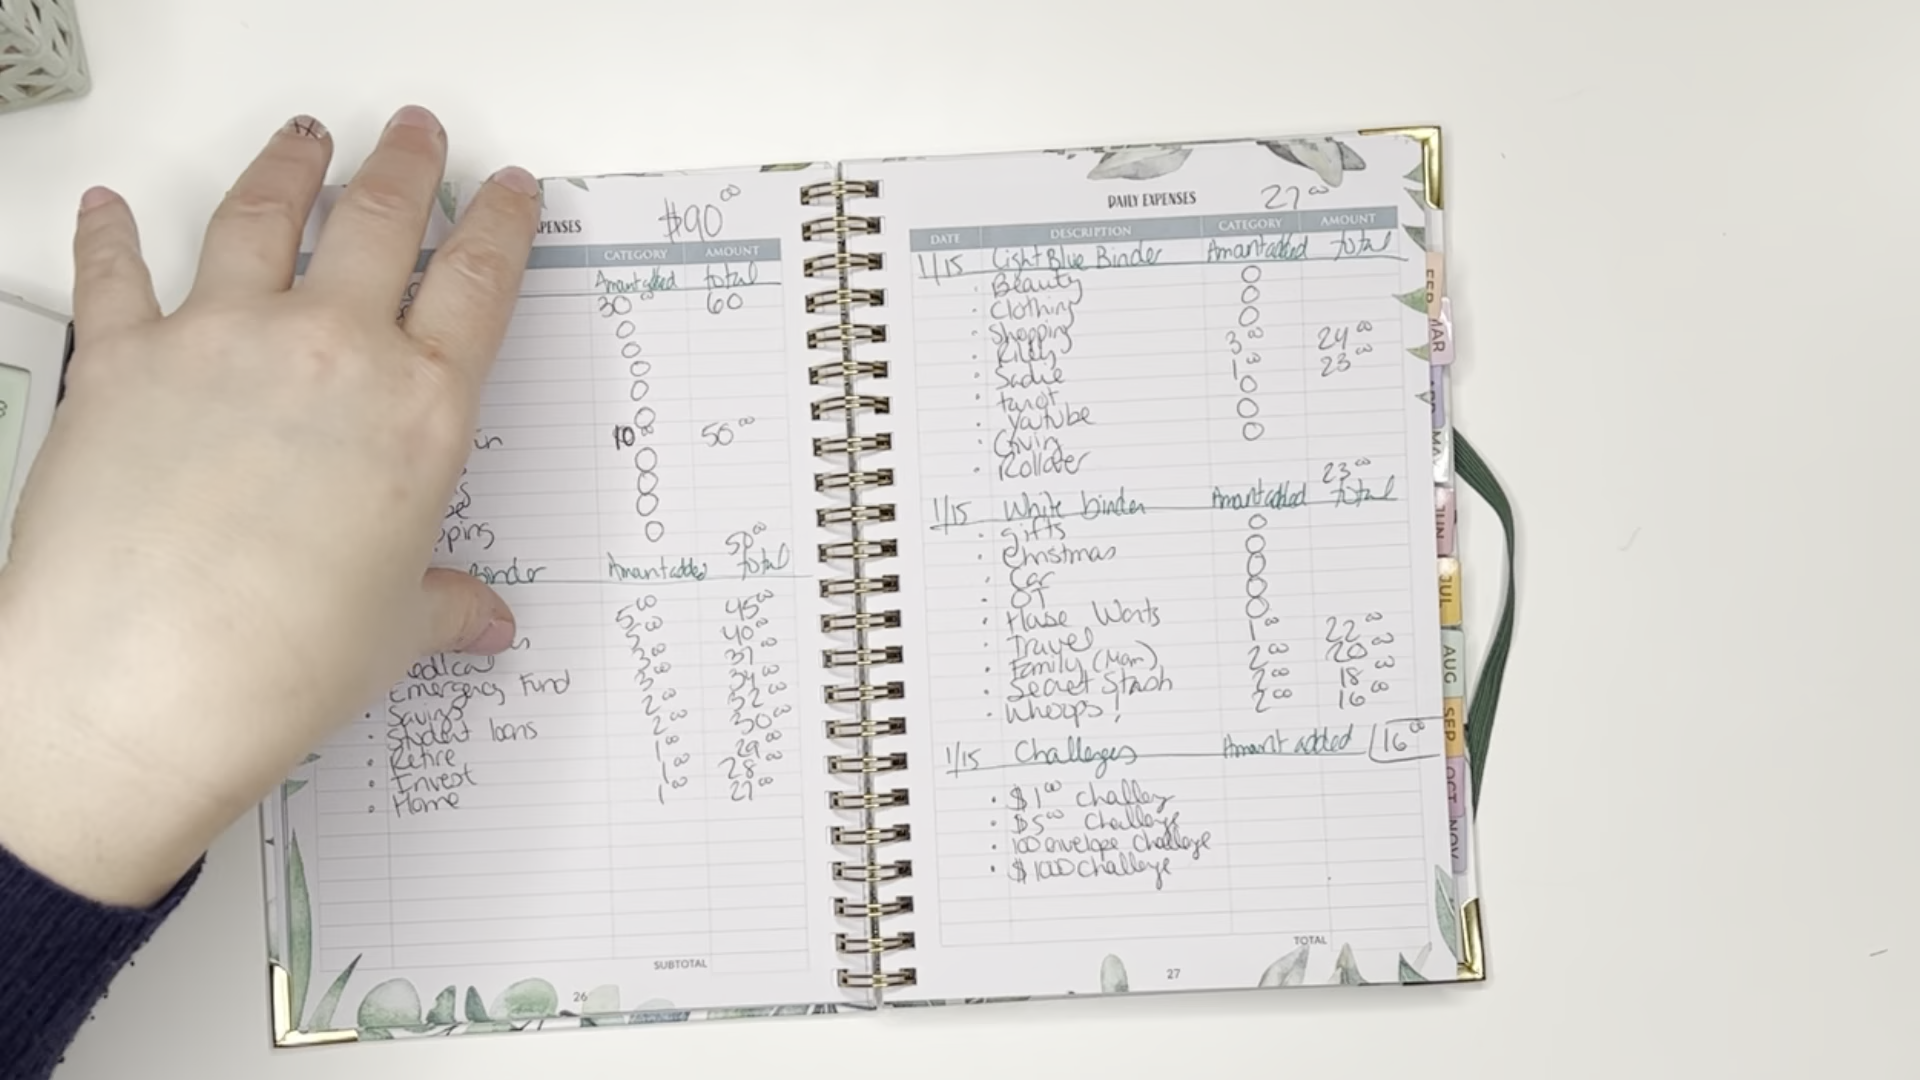 PENSES $90.00
CATEGORY AMOUNT
Amount added total
30.00 60
0
0
0
0
0
in 10.00 50.00
0
s 0
0
pping 0
50.00
Binder Amount added total
5.00 45.00
5.00 40.00
edical 3.00 37.00
Emergency Fund 3.00 34.00
Savings 2.00 32.00
Student loans 2.00 30.00
Retire 1.00 29.00
Invest 1.00 28.00
Home 1.00 27.00
SUBTOTAL
26
DAILY EXPENSES 27.00
DATE DESCRIPTION CATEGORY AMOUNT
1/15 Light Blue Binder Amount added total
Beauty 0
Clothing 0
Shopping 0
3.00 24.00
Sadie 1.00 23.00
tarot 0
Youtube 0
Giving 0
Rollover
23.00
1/15 White binder Amount added total
gifts 0
Christmas 0
Car 0
OT 0
House Wants 0
Travel 1.00 22.00
Family (Mom) 2.00 20.00
Secret Stash 2.00 18.00
Whoops! 2.00 16.00
1/15 Challenges Amount added 16.00
$1.00 Challenge
$5.00 Challenge
100 envelope Challenge
$1000 Challenge
TOTAL
27
FEB
MAR
APR
MA
JUN
JUL
AUG
SEP
OCT
NOV